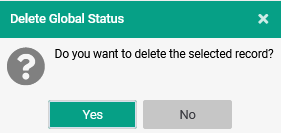 Delete Global Status
Do you want to delete the selected record?
Yes
No